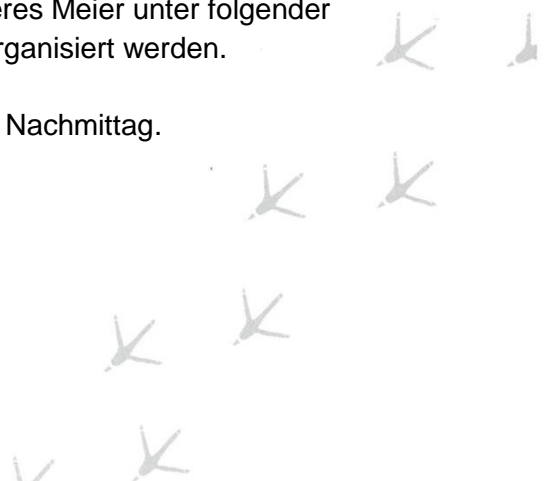 eres Meier unter folgender
rganisiert werden.
Nachmittag.